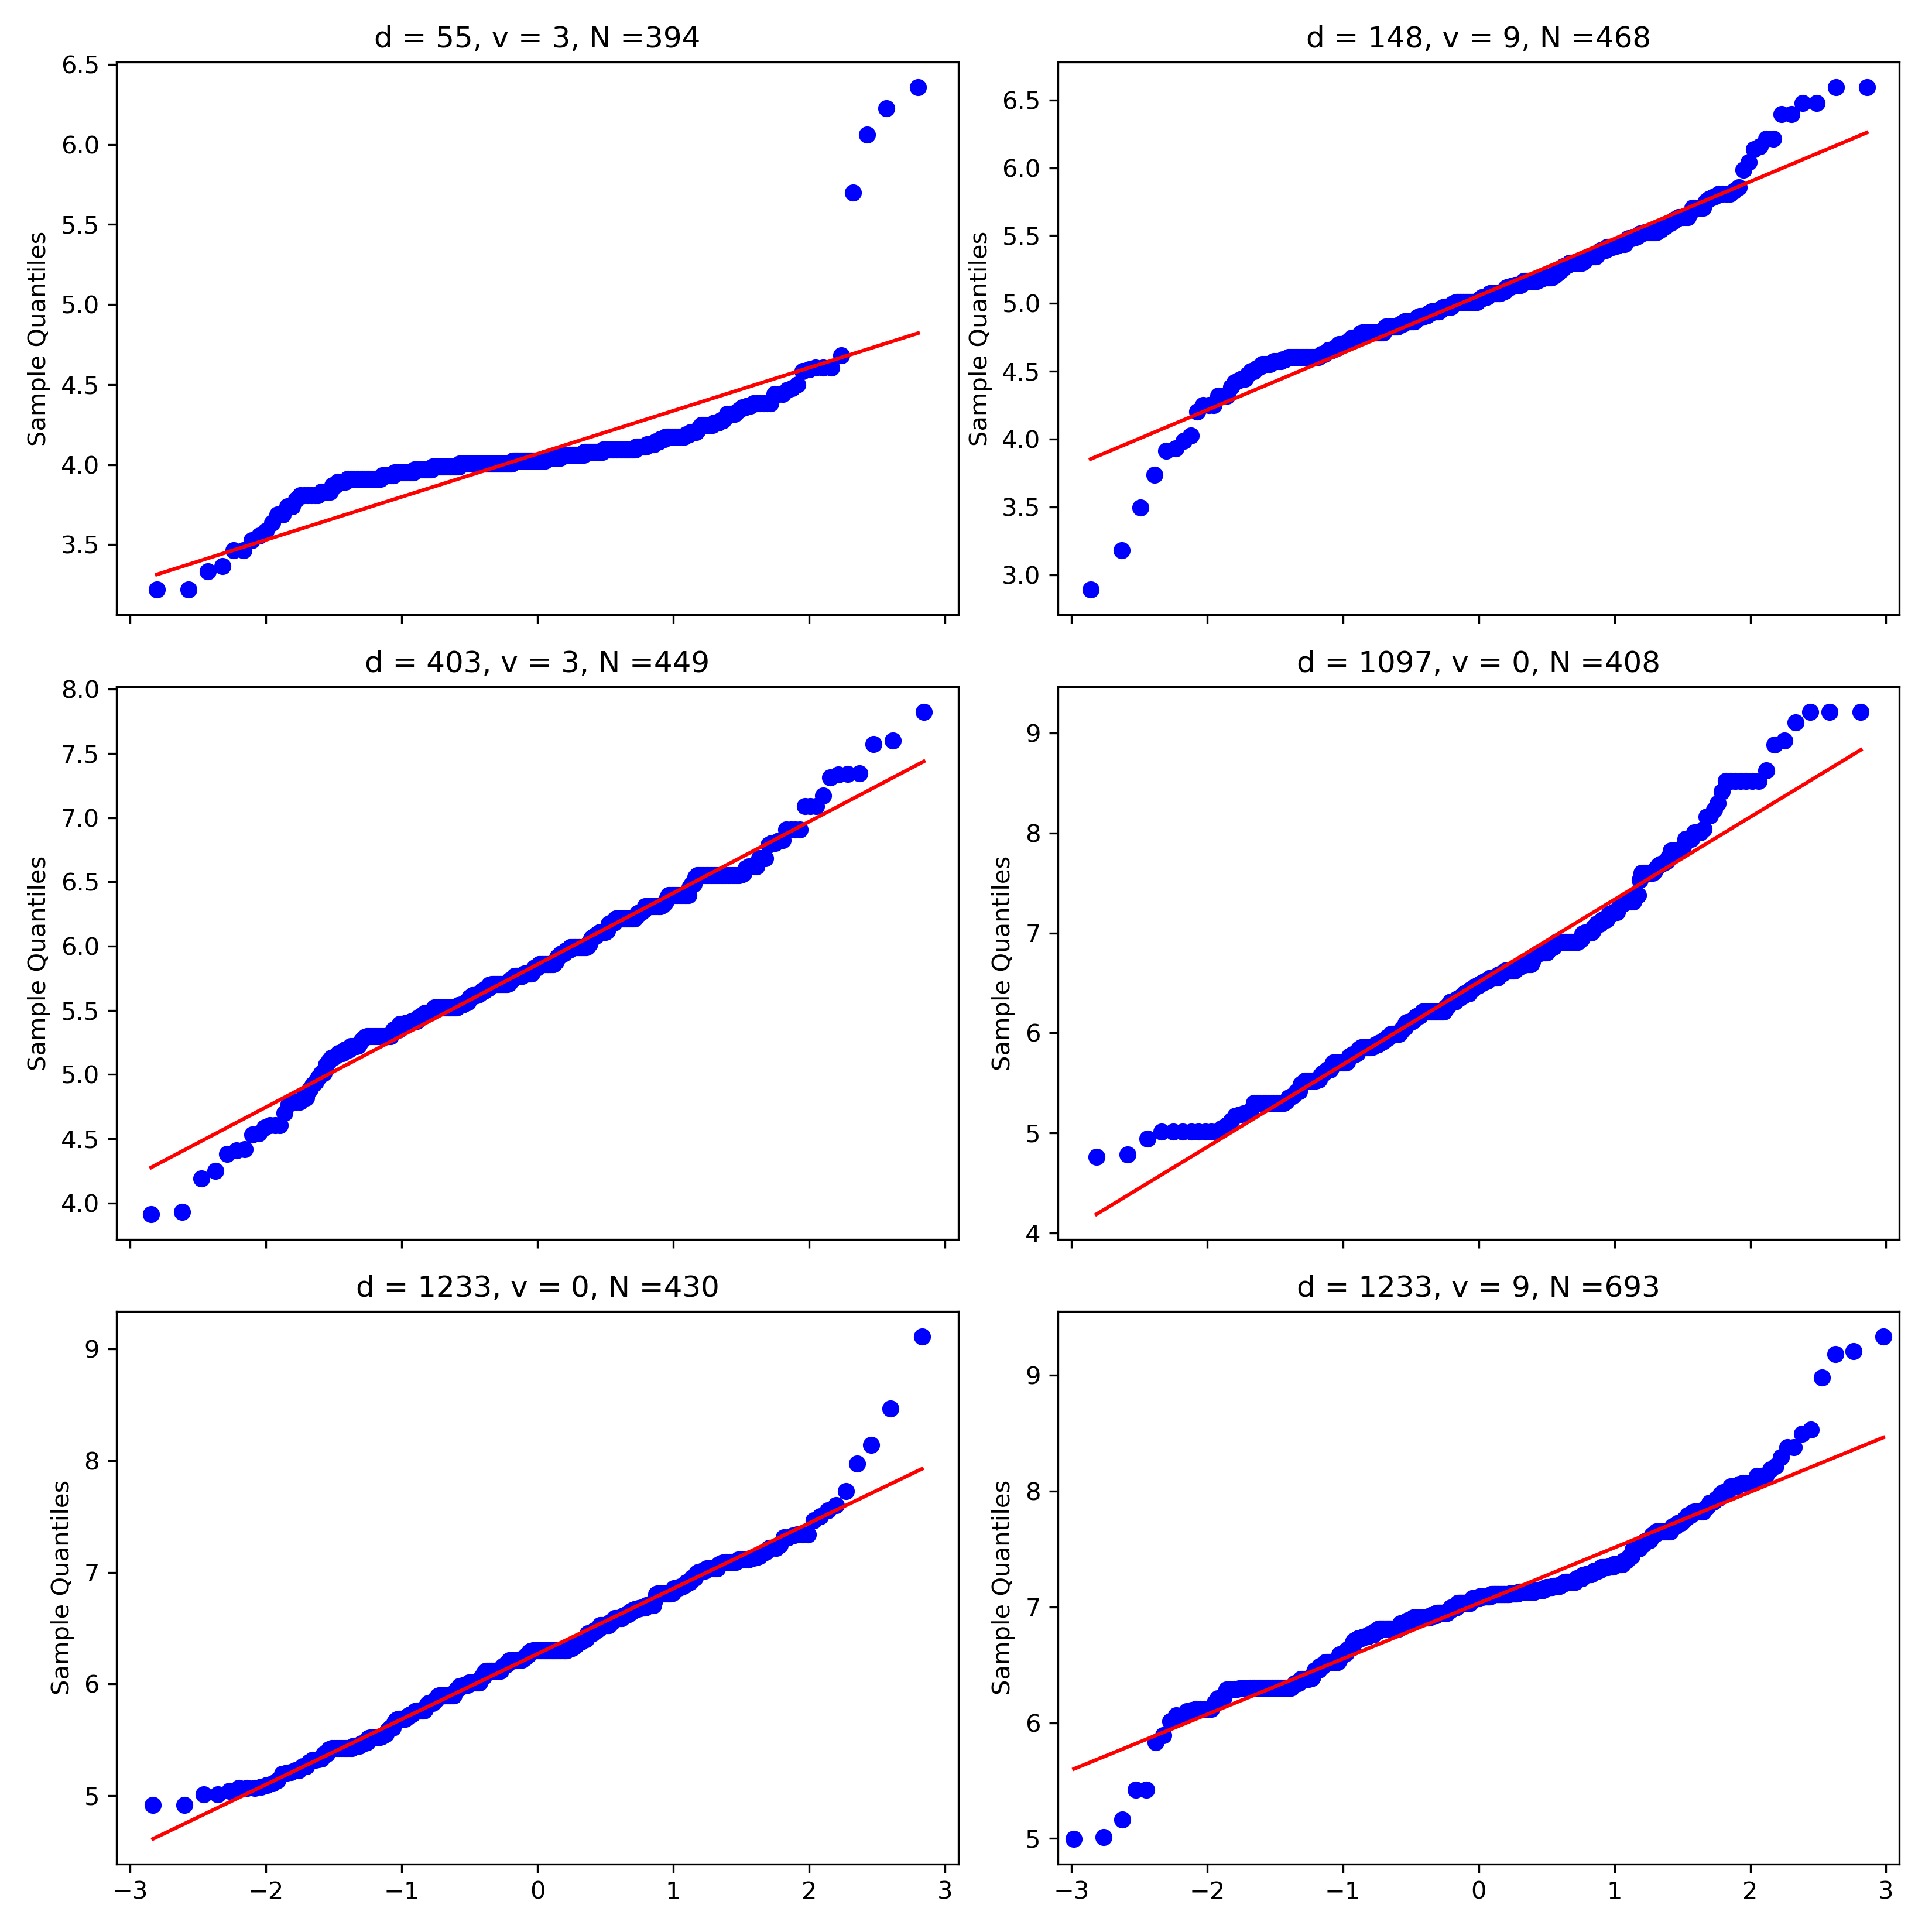 d = 55, v = 3, N =394
6.5
6.0
5.5
5.0
4.5
4.0
3.5
Sample Quantiles
d = 148, v = 9, N =468
6.5
6.0
5.5
5.0
4.5
4.0
3.5
3.0
Sample Quantiles
d = 403, v = 3, N =449
8.0
7.5
7.0
6.5
6.0
5.5
5.0
4.5
4.0
Sample Quantiles
d = 1097, v = 0, N =408
9
8
7
6
5
4
Sample Quantiles
d = 1233, v = 0, N =430
9
8
7
6
5
Sample Quantiles
−3 −2 −1 0 1 2 3
d = 1233, v = 9, N =693
9
8
7
6
5
Sample Quantiles
−3 −2 −1 0 1 2 3